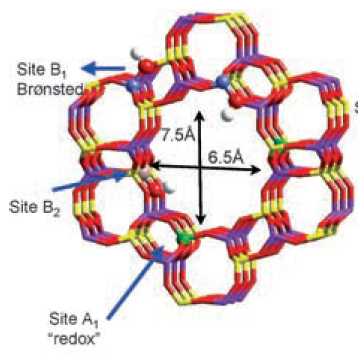 Site B₁
Brønsted
S
7.5Å
6.5Å
Site B₂
Site A₁
“redox”